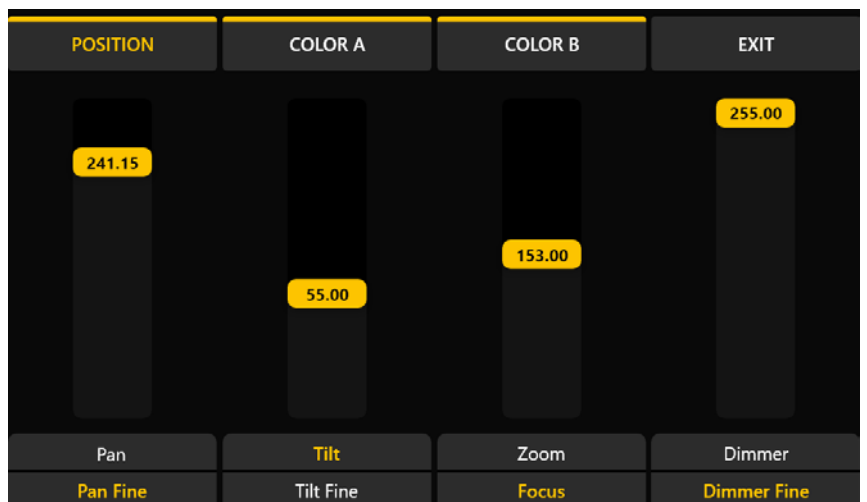 POSITION COLOR A COLOR B EXIT
255.00
241.15
153.00
55.00
Pan Tilt Zoom Dimmer
Pan Fine Tilt Fine Focus Dimmer Fine